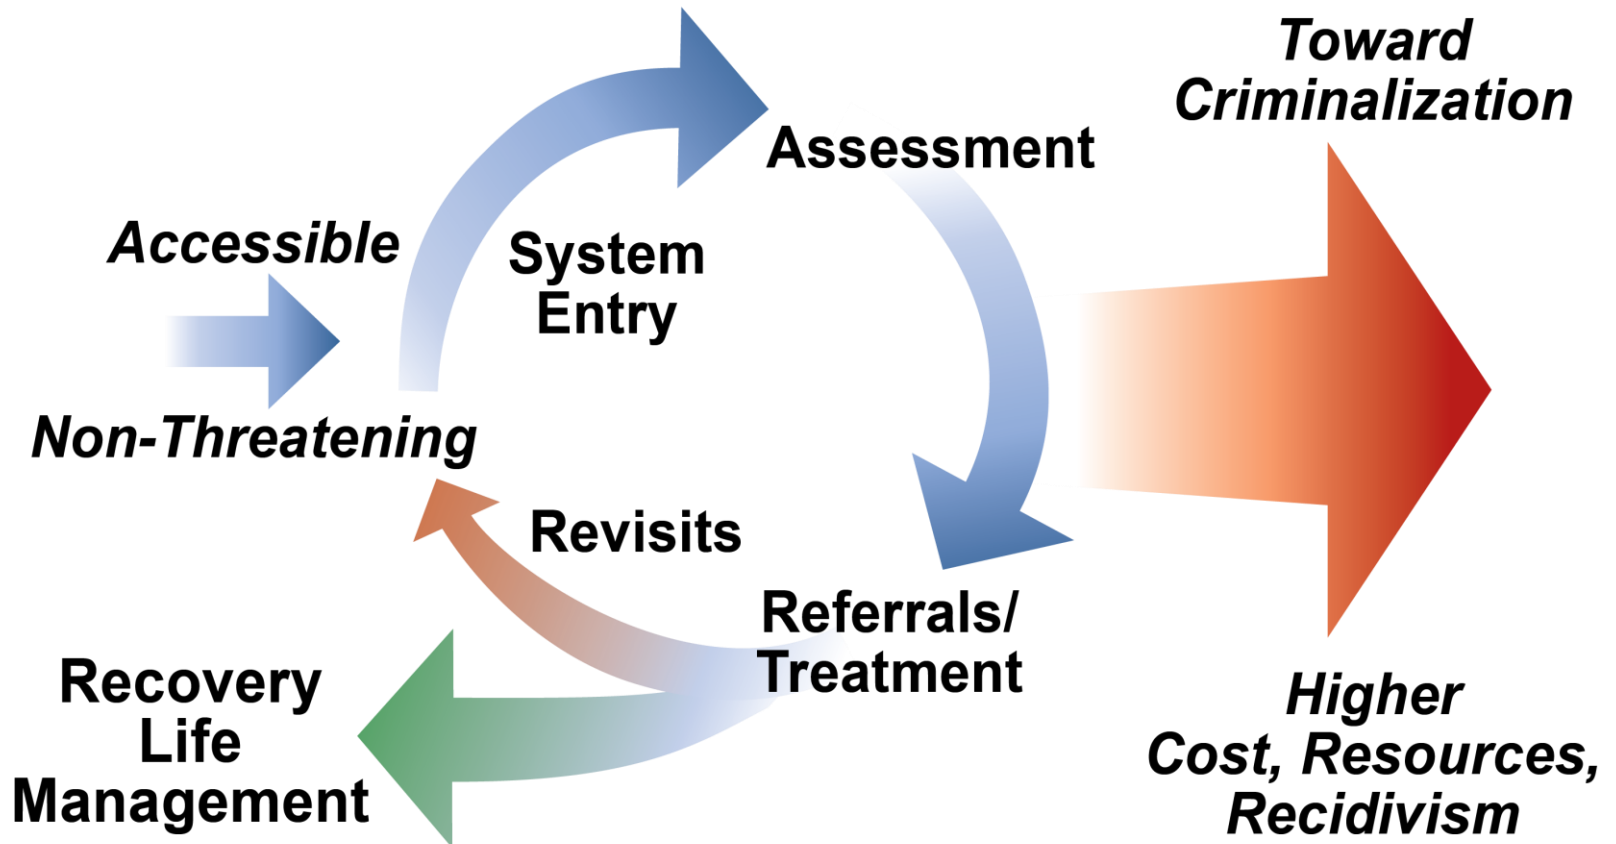 Toward
Criminalization
Assessment
Accessible
System
Entry
Non-Threatening
Revisits
Referrals/
Treatment
Recovery
Life
Management
Higher
Cost, Resources,
Recidivism